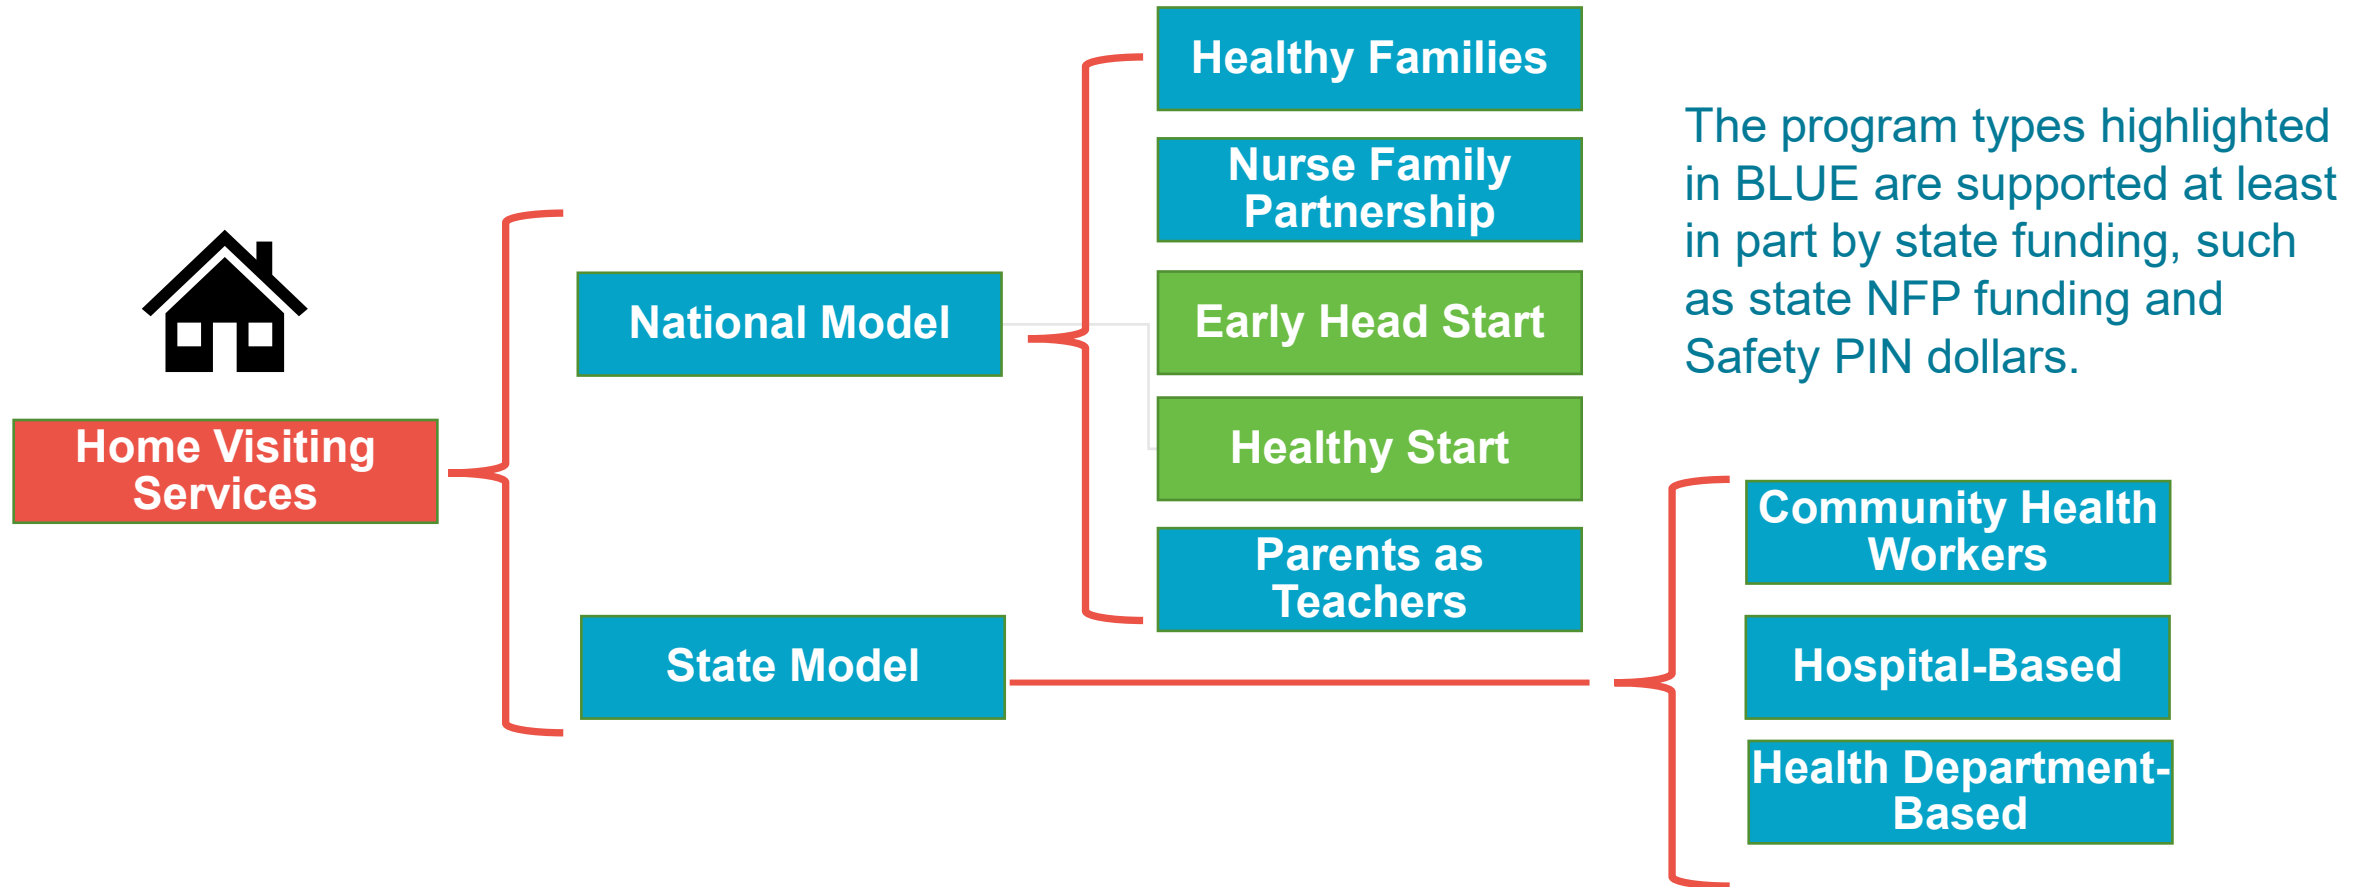 Home Visiting
Services
National Model
State Model
Healthy Families
Nurse Family
Partnership
Early Head Start
Healthy Start
Parents as
Teachers
The program types highlighted
in BLUE are supported at least
in part by state funding, such
as state NFP funding and
Safety PIN dollars.
Community Health
Workers
Hospital-Based
Health Department-
Based